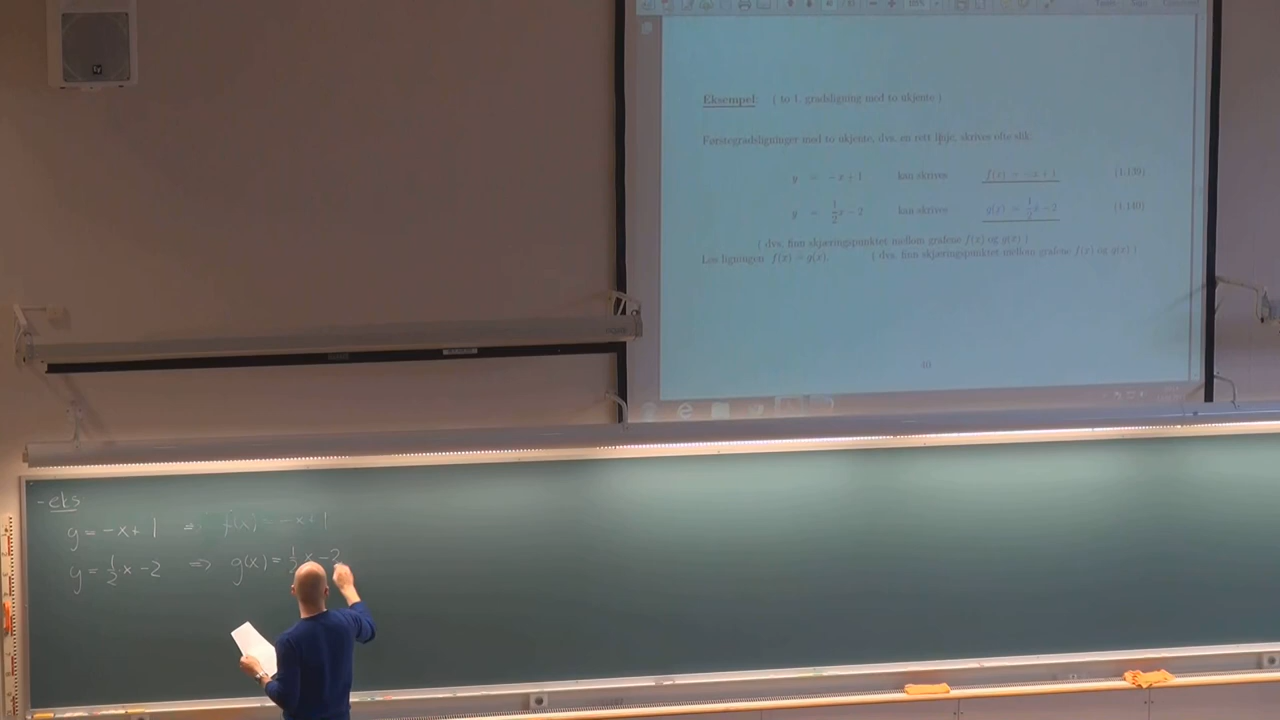 Eksempel: ( to 1. gradsligning med to ukjente )
Førstegradsligninger med to ukjente, dvs. en rett linje, skrives ofte slik:
y = −x + 1 kan skrives f(x) = −x + 1 (1.139)
y = 1/2 x − 2 kan skrives g(x) = 1/2 x − 2 (1.140)
( dvs. finn skjæringspunktet mellom grafene f(x) og g(x) )
Løs ligningen f(x) = g(x). ( dvs. finn skjæringspunktet mellom grafene f(x) og g(x) )
- eks
y = −x + 1 ⇒ f(x) = −x + 1
y = 1/2 x − 2 ⇒ g(x) = 1/2 x − 2